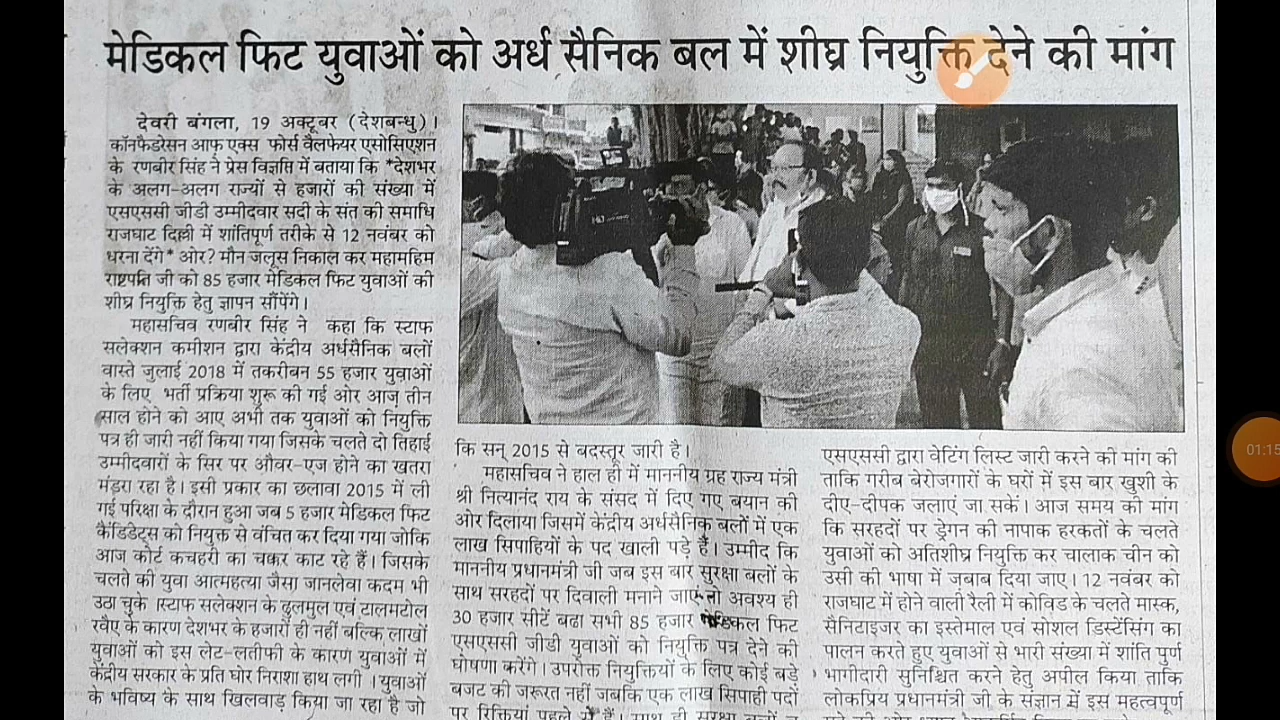 मेडिकल फिट युवाओं को अर्ध सैनिक बल में शीघ्र नियुक्ति देने की मांग
देवरी बंगला, 19 अक्टूबर (देशबन्धु)।
कॉनफैडरेसन आफ एक्स फोर्स वैलफेयर एसोसिएशन
के रणबीर सिंह ने प्रेस विज्ञप्ति में बताया कि *देशभर
के अलग-अलग राज्यों से हजारों की संख्या में
एसएससी जीडी उम्मीदवार सदी के संत की समाधि
राजघाट दिल्ली में शांतिपूर्ण तरीके से 12 नवंबर को
धरना देंगे* ओर? मौन जलूस निकाल कर महामहिम
राष्ट्रपति जी को 85 हजार मेडिकल फिट युवाओं की
शीघ्र नियुक्ति हेतु ज्ञापन सौंपेंगे।
महासचिव रणबीर सिंह ने कहा कि स्टाफ
सलेक्शन कमीशन द्वारा केंद्रीय अर्धसैनिक बलों
वास्ते जुलाई 2018 में तकरीबन 55 हजार युवाओं
के लिए भर्ती प्रक्रिया शुरू की गई ओर आज तीन
साल होने को आए अभी तक युवाओं को नियुक्ति
पत्र ही जारी नहीं किया गया जिसके चलते दो तिहाई
उम्मीदवारों के सिर पर औवर-एज होने का खतरा
मंडरा रहा है। इसी प्रकार का छलावा 2015 में ली
गई परिक्षा के दौरान हुआ जब 5 हजार मेडिकल फिट
कैंडिडेट्स को नियुक्त से वंचित कर दिया गया जोकि
आज कोर्ट कचहरी का चक्कर काट रहे हैं। जिसके
चलते की युवा आत्महत्या जैसा जानलेवा कदम भी
उठा चुके ।स्टाफ सलेक्शन के ढुलमुल एवं टालमटोल
रवैए के कारण देशभर के हजारों ही नहीं बल्कि लाखों
युवाओं को इस लेट-लतीफी के कारण युवाओं में
केंद्रीय सरकार के प्रति घोर निराशा हाथ लगी । युवाओं
के भविष्य के साथ खिलवाड़ किया जा रहा है जो
कि सन् 2015 से बदस्तूर जारी है।
महासचिव ने हाल ही में माननीय ग्रह राज्य मंत्री
श्री नित्यानंद राय के संसद में दिए गए बयान की
ओर दिलाया जिसमें केंद्रीय अर्धसैनिक बलों में एक
लाख सिपाहियों के पद खाली पड़े हैं। उम्मीद कि
माननीय प्रधानमंत्री जी जब इस बार सुरक्षा बलों के
साथ सरहदों पर दिवाली मनाने जाएं तो अवश्य ही
30 हजार सीटें बढा सभी 85 हजार मेडिकल फिट
एसएससी जीडी युवाओं को नियुक्ति पत्र देने की
घोषणा करेंगे। उपरोक्त नियुक्तियों के लिए कोई बड़े
बजट की जरूरत नहीं जबकि एक लाख सिपाही पदों
पर रिक्तियां पहले से हैं। साथ ही सुरक्षा बलों
एसएससी द्वारा वेटिंग लिस्ट जारी करने की मांग की
ताकि गरीब बेरोजगारों के घरों में इस बार खुशी के
दीए-दीपक जलाएं जा सकें। आज समय की मांग
कि सरहदों पर ड्रेगन की नापाक हरकतों के चलते
युवाओं को अतिशीघ्र नियुक्ति कर चालाक चीन को
उसी की भाषा में जबाब दिया जाए। 12 नवंबर को
राजघाट में होने वाली रैली में कोविड के चलते मास्क,
सैनिटाइजर का इस्तेमाल एवं सोशल डिस्टेंसिंग का
पालन करते हुए युवाओं से भारी संख्या में शांति पुर्ण
भागीदारी सुनिश्चित करने हेतु अपील किया ताकि
लोकप्रिय प्रधानमंत्री जी के संज्ञान में इस महत्वपूर्ण
01:15